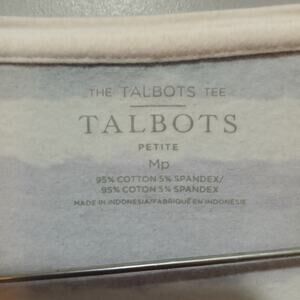 THE TALBOTS TEE
TALBOTS
PETITE
Mp
95% COTTON 5% SPANDEX/
95% COTON 5% SPANDEX
MADE IN INDONESIA/FABRIQUÉ EN INDONÉSIE